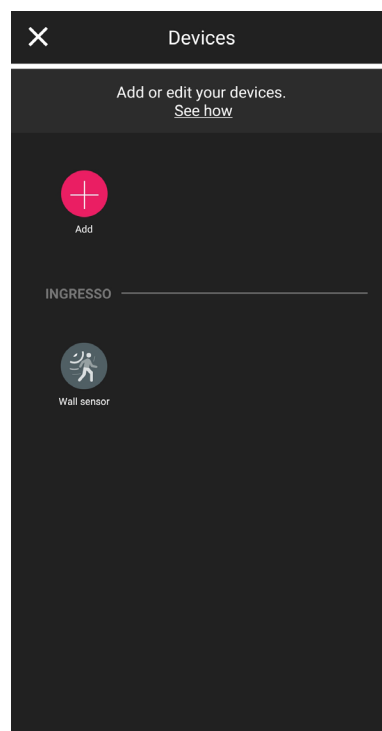 Devices
Add or edit your devices.
See how
Add
INGRESSO
Wall sensor